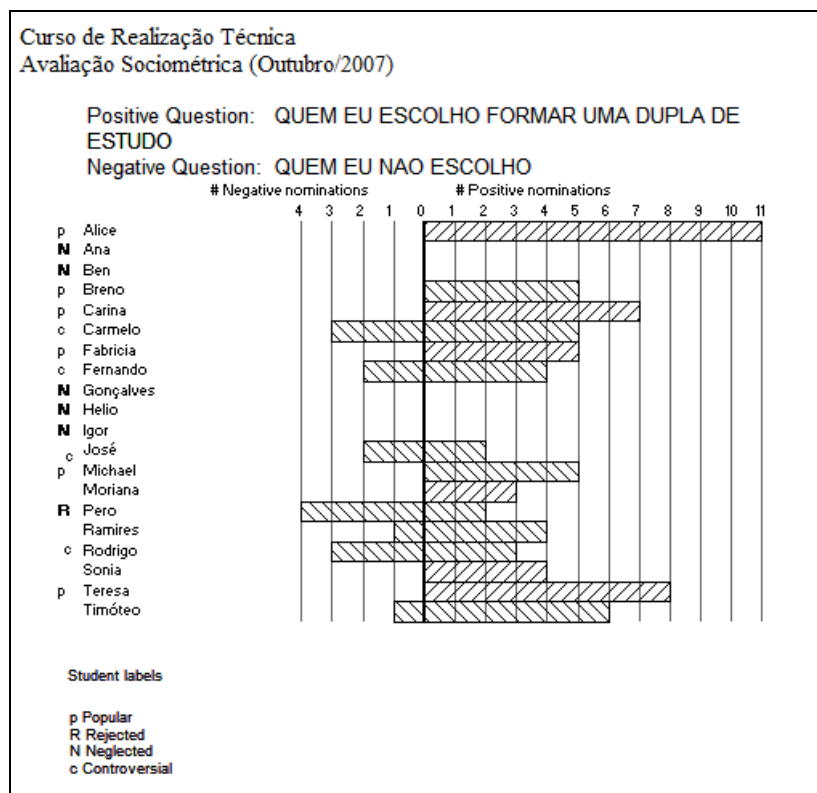 Curso de Realização Técnica
Avaliação Sociométrica (Outubro/2007)
Positive Question: QUEM EU ESCOLHO FORMAR UMA DUPLA DE
ESTUDO
Negative Question: QUEM EU NAO ESCOLHO
# Negative nominations # Positive nominations
4 3 2 1 0 1 2 3 4 5 6 7 8 9 10 11
p Alice
N Ana
N Ben
p Breno
p Carina
c Carmelo
p Fabricia
c Fernando
N Gonçalves
N Helio
N Igor
c José
p Michael
Moriana
R Pero
Ramires
c Rodrigo
Sonia
p Teresa
Timóteo
Student labels
p Popular
R Rejected
N Neglected
c Controversial